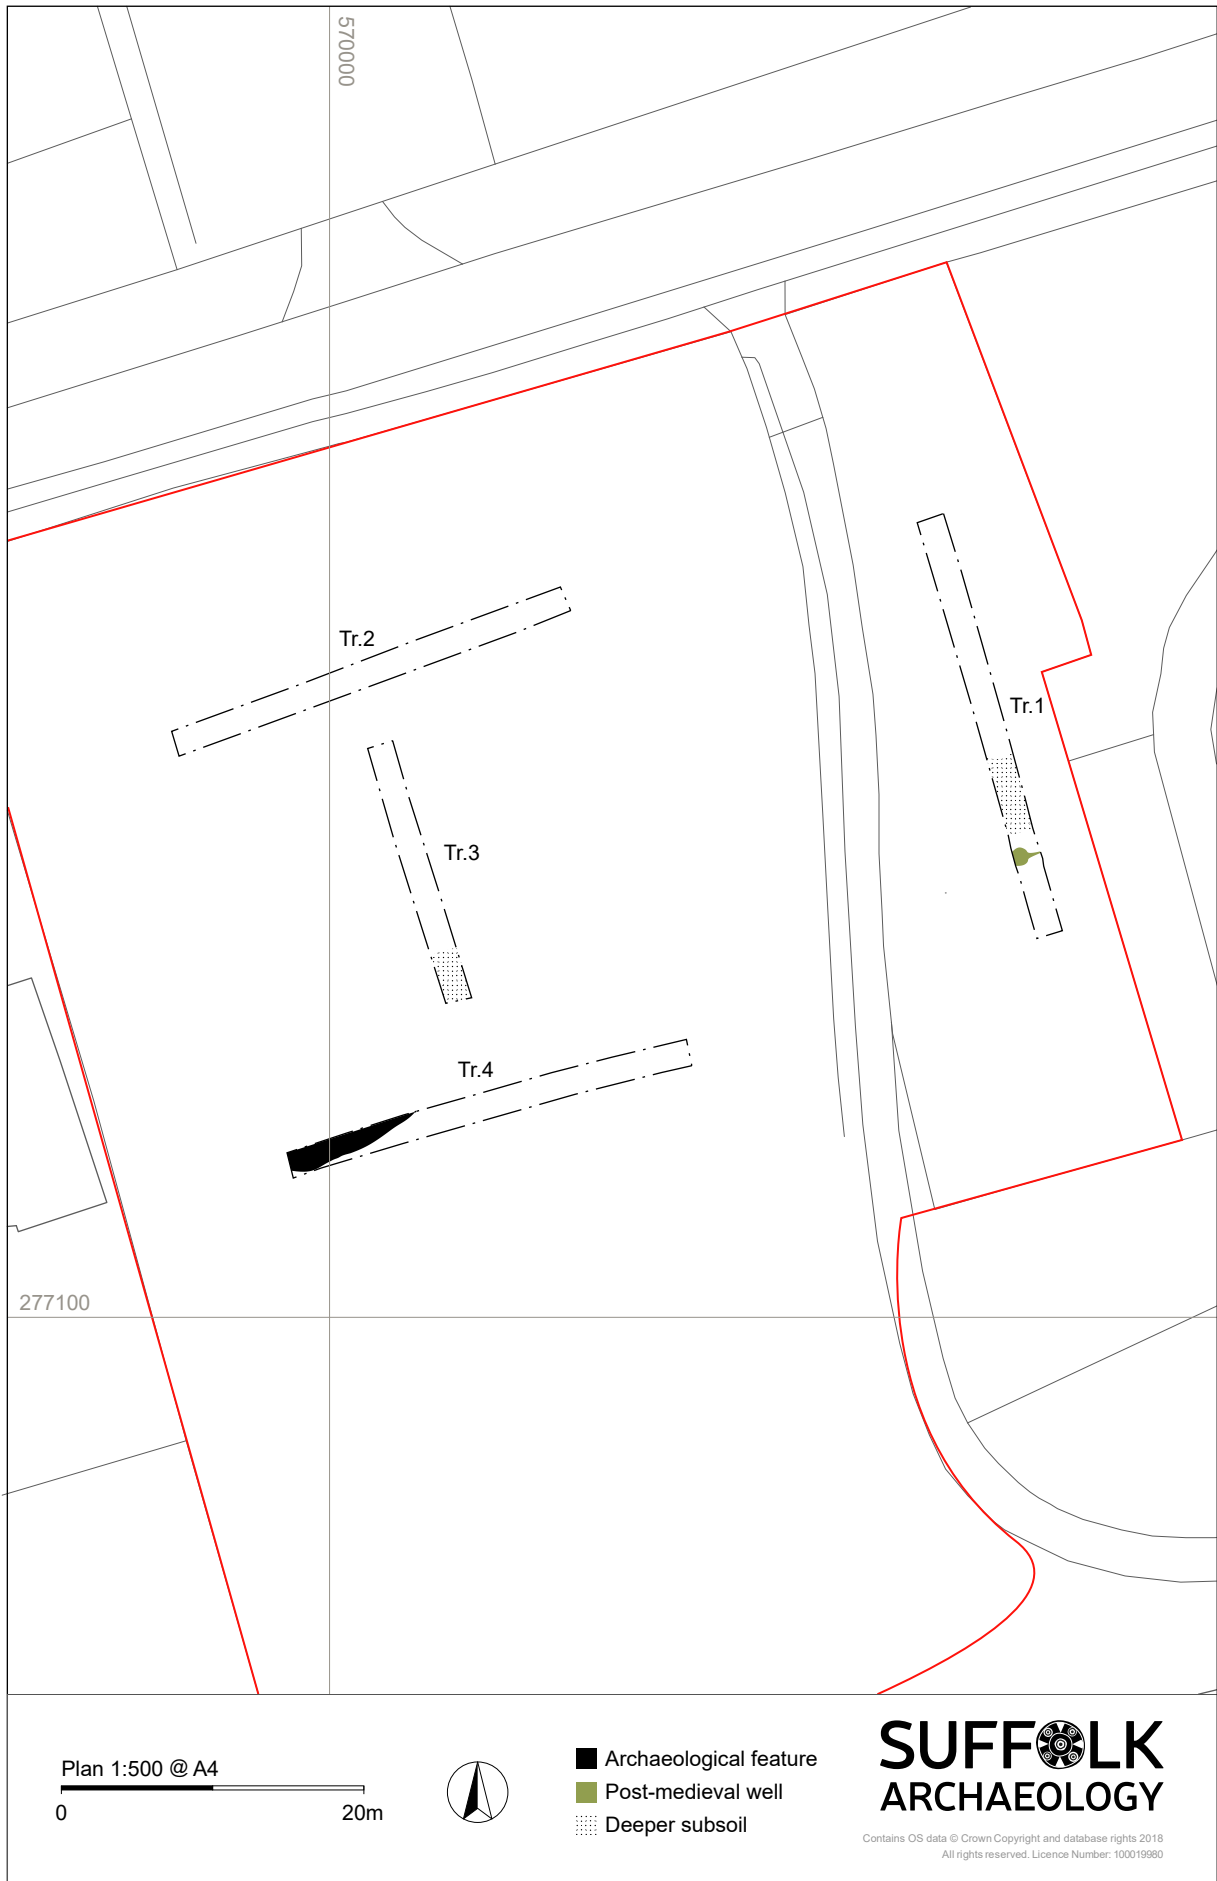 570000
Tr.2
Tr.1
Tr.3
Tr.4
277100
Plan 1:500 @ A4
0 20m
Archaeological feature
Post-medieval well
Deeper subsoil
SUFFOLK
ARCHAEOLOGY
Contains OS data © Crown Copyright and database rights 2018
All rights reserved. Licence Number: 100019980